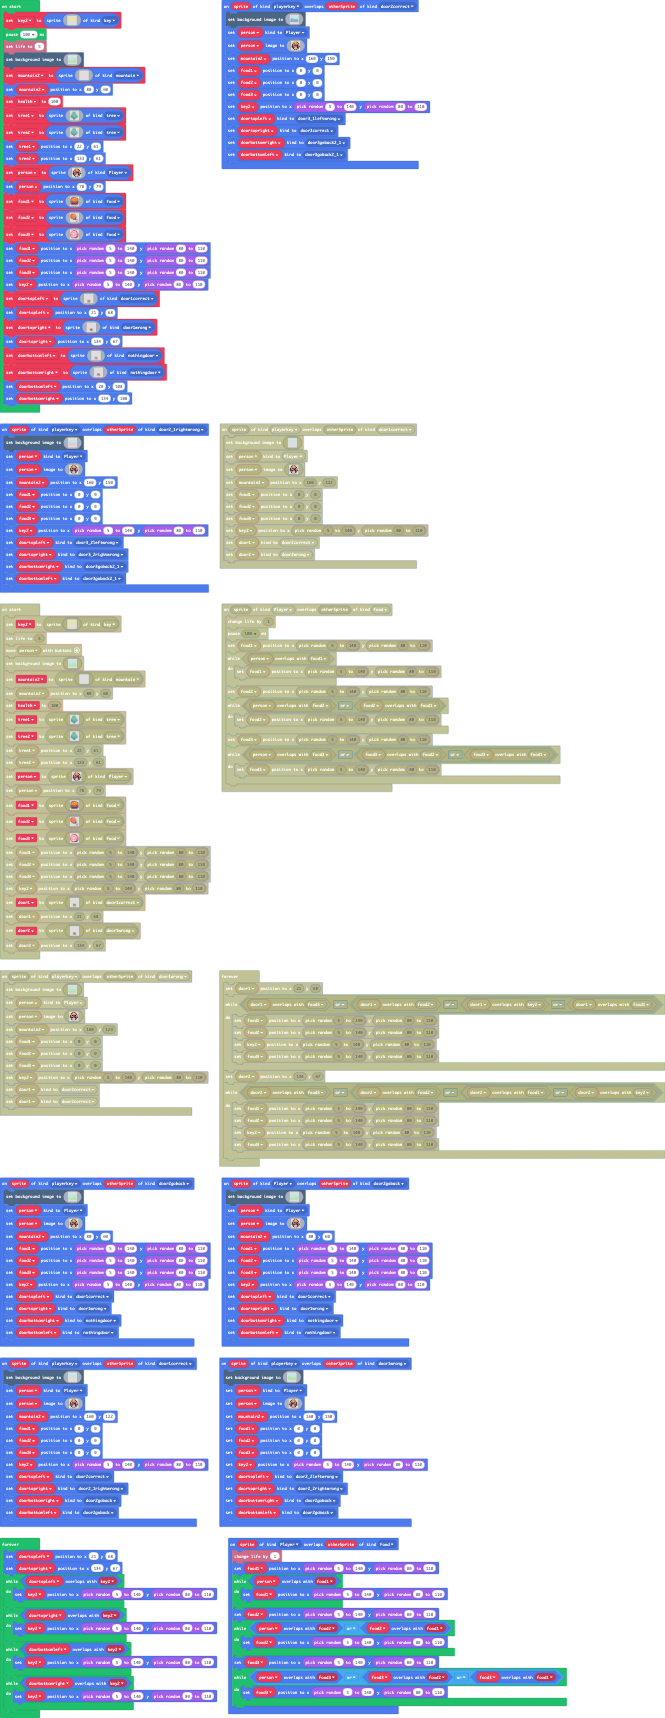 on start
set key2 to sprite of kind key
pause 100 ms
set life to 5
set background image to
set mountain2 to sprite of kind mountain
set mountain2 position to x 80 y 60
set health to 100
set tree1 to sprite of kind tree
set tree2 to sprite of kind tree
set tree1 position to x 22 y 61
set tree2 position to x 133 y 61
set person to sprite of kind Player
set person position to x 78 y 79
set food1 to sprite of kind food
set food2 to sprite of kind food
set food3 to sprite of kind food
set food1 position to x pick random 5 to 140 y pick random 80 to 110
set food2 position to x pick random 5 to 140 y pick random 80 to 110
set food3 position to x pick random 5 to 140 y pick random 80 to 110
set key2 position to x pick random 5 to 140 y pick random 80 to 110
set doortopleft to sprite of kind door1correct
set doortopleft position to x 21 y 68
set doortopright to sprite of kind door1wrong
set doortopright position to x 134 y 67
set doorbottomleft to sprite of kind nothingdoor
set doorbottomright to sprite of kind nothingdoor
set doorbottomleft position to x 20 y 108
set doorbottomright position to x 134 y 108
on sprite of kind playerkey overlaps otherSprite of kind door2correct
set background image to
set person kind to Player
set person image to
set mountain2 position to x 160 y 150
set food1 position to x 0 y 0
set food2 position to x 0 y 0
set food3 position to x 0 y 0
set key2 position to x pick random 5 to 140 y pick random 80 to 110
set doortopleft kind to door3_1leftwrong
set doortopright kind to door3correct
set doorbottomright kind to door3goback2_1
set doorbottomleft kind to door3goback2_1
on sprite of kind playerkey overlaps otherSprite of kind door2_1rightwrong
set background image to
set person kind to Player
set person image to
set mountain2 position to x 160 y 150
set food1 position to x 0 y 0
set food2 position to x 0 y 0
set food3 position to x 0 y 0
set key2 position to x pick random 5 to 140 y pick random 80 to 110
set doortopleft kind to door3_2leftwrong
set doortopright kind to door3_2rightwrong
set doorbottomright kind to door3goback2_1
set doorbottomleft kind to door3goback2_1
on sprite of kind playerkey overlaps otherSprite of kind door1correct
set background image to
set person kind to Player
set person image to
set mountain2 position to x 160 y 123
set food1 position to x 0 y 0
set food2 position to x 0 y 0
set food3 position to x 0 y 0
set key2 position to x pick random 5 to 140 y pick random 80 to 110
set door1 kind to door2correct
set door2 kind to door2wrong
on start
set key2 to sprite of kind key
set life to
move person with buttons
set background image to
set mountain2 to sprite of kind mountain
set mountain2 position to x 80 y 60
set health to 100
set tree1 to sprite of kind tree
set tree2 to sprite of kind tree
set tree1 position to x 22 y 61
set tree2 position to x 133 y 61
set person to sprite of kind Player
set person position to x 78 y 79
set food1 to sprite of kind food
set food2 to sprite of kind food
set food3 to sprite of kind food
set food1 position to x pick random 5 to 140 y pick random 80 to 110
set food2 position to x pick random 5 to 140 y pick random 80 to 110
set food3 position to x pick random 5 to 140 y pick random 80 to 110
set key2 position to x pick random 5 to 140 y pick random 80 to 110
set door1 to sprite of kind door1correct
set door1 position to x 21 y 68
set door2 to sprite of kind door1wrong
set door2 position to x 134 y 67
on sprite of kind Player overlaps otherSprite of kind food
change life by 1
pause 100 ms
set food1 position to x pick random 5 to 140 y pick random 80 to 110
while person overlaps with food1
do set food1 position to x pick random 5 to 140 y pick random 80 to 110
set food2 position to x pick random 5 to 140 y pick random 80 to 110
while person overlaps with food2 or food2 overlaps with food1
do set food2 position to x pick random 5 to 140 y pick random 80 to 110
set food3 position to x pick random 5 to 140 y pick random 80 to 110
while person overlaps with food3 or food3 overlaps with food2 or food3 overlaps with food1
do set food3 position to x pick random 5 to 140 y pick random 80 to 110
on sprite of kind playerkey overlaps otherSprite of kind door1wrong
set background image to
set person kind to Player
set person image to
set mountain2 position to x 160 y 123
set food1 position to x 0 y 0
set food2 position to x 0 y 0
set food3 position to x 0 y 0
set key2 position to x pick random 5 to 140 y pick random 80 to 110
set door1 kind to door2correct
set door1 kind to door2correct
forever
set door1 position to x 21 y 68
while door1 overlaps with food3 or door1 overlaps with food2 or door1 overlaps with key2 or door1 overlaps with food1
do set food1 position to x pick random 5 to 140 y pick random 80 to 110
set food2 position to x pick random 5 to 140 y pick random 80 to 110
set key2 position to x pick random 5 to 140 y pick random 80 to 110
set food3 position to x pick random 5 to 140 y pick random 80 to 110
set door2 position to x 134 y 67
while door2 overlaps with food3 or door2 overlaps with food2 or door2 overlaps with food1 or door2 overlaps with key2
do set food1 position to x pick random 5 to 140 y pick random 80 to 110
set food2 position to x pick random 5 to 140 y pick random 80 to 110
set key2 position to x pick random 5 to 140 y pick random 80 to 110
set food3 position to x pick random 5 to 140 y pick random 80 to 110
on sprite of kind playerkey overlaps otherSprite of kind door2goback
set background image to
set person kind to Player
set person image to
set mountain2 position to x 80 y 60
set food1 position to x pick random 5 to 140 y pick random 80 to 110
set food2 position to x pick random 5 to 140 y pick random 80 to 110
set food3 position to x pick random 5 to 140 y pick random 80 to 110
set key2 position to x pick random 5 to 140 y pick random 80 to 110
set doortopleft kind to door1correct
set doortopright kind to door1wrong
set doorbottomright kind to nothingdoor
set doorbottomleft kind to nothingdoor
on sprite of kind Player overlaps otherSprite of kind door2goback
set background image to
set person kind to Player
set person image to
set mountain2 position to x 80 y 60
set food1 position to x pick random 5 to 140 y pick random 80 to 110
set food2 position to x pick random 5 to 140 y pick random 80 to 110
set food3 position to x pick random 5 to 140 y pick random 80 to 110
set key2 position to x pick random 5 to 140 y pick random 80 to 110
set doortopleft kind to door1correct
set doortopright kind to door1wrong
set doorbottomright kind to nothingdoor
set doorbottomleft kind to nothingdoor
on sprite of kind playerkey overlaps otherSprite of kind door1correct
set background image to
set person kind to Player
set person image to
set mountain2 position to x 160 y 123
set food1 position to x 0 y 0
set food2 position to x 0 y 0
set food3 position to x 0 y 0
set key2 position to x pick random 5 to 140 y pick random 80 to 110
set doortopleft kind to door2correct
set doortopright kind to door2_1rightwrong
set doorbottomright kind to door2goback
set doorbottomleft kind to door2goback
on sprite of kind playerkey overlaps otherSprite of kind door1wrong
set background image to
set person kind to Player
set person image to
set mountain2 position to x 160 y 130
set food1 position to x 0 y 0
set food2 position to x 0 y 0
set food3 position to x 0 y 0
set key2 position to x pick random 5 to 140 y pick random 80 to 110
set doortopleft kind to door2_2leftwrong
set doortopright kind to door2_2rightwrong
set doorbottomright kind to door2goback
set doorbottomleft kind to door2goback
forever
set doortopleft position to x 21 y 68
set doortopright position to x 134 y 67
while doortopleft overlaps with key2
do set key2 position to x pick random 5 to 140 y pick random 80 to 110
while doortopright overlaps with key2
do set key2 position to x pick random 5 to 140 y pick random 80 to 110
while doorbottomleft overlaps with key2
do set key2 position to x pick random 5 to 140 y pick random 80 to 110
while doorbottomright overlaps with key2
do set key2 position to x pick random 5 to 140 y pick random 80 to 110
on sprite of kind Player overlaps otherSprite of kind food
change life by 1
set food1 position to x pick random 5 to 140 y pick random 80 to 110
while person overlaps with food1
do set food1 position to x pick random 5 to 140 y pick random 80 to 110
set food2 position to x pick random 5 to 140 y pick random 80 to 110
while person overlaps with food2 or food2 overlaps with food1
do set food2 position to x pick random 5 to 140 y pick random 80 to 110
set food3 position to x pick random 5 to 140 y pick random 80 to 110
while person overlaps with food3 or food3 overlaps with food2 or food3 overlaps with food1
do set food3 position to x pick random 5 to 140 y pick random 80 to 110